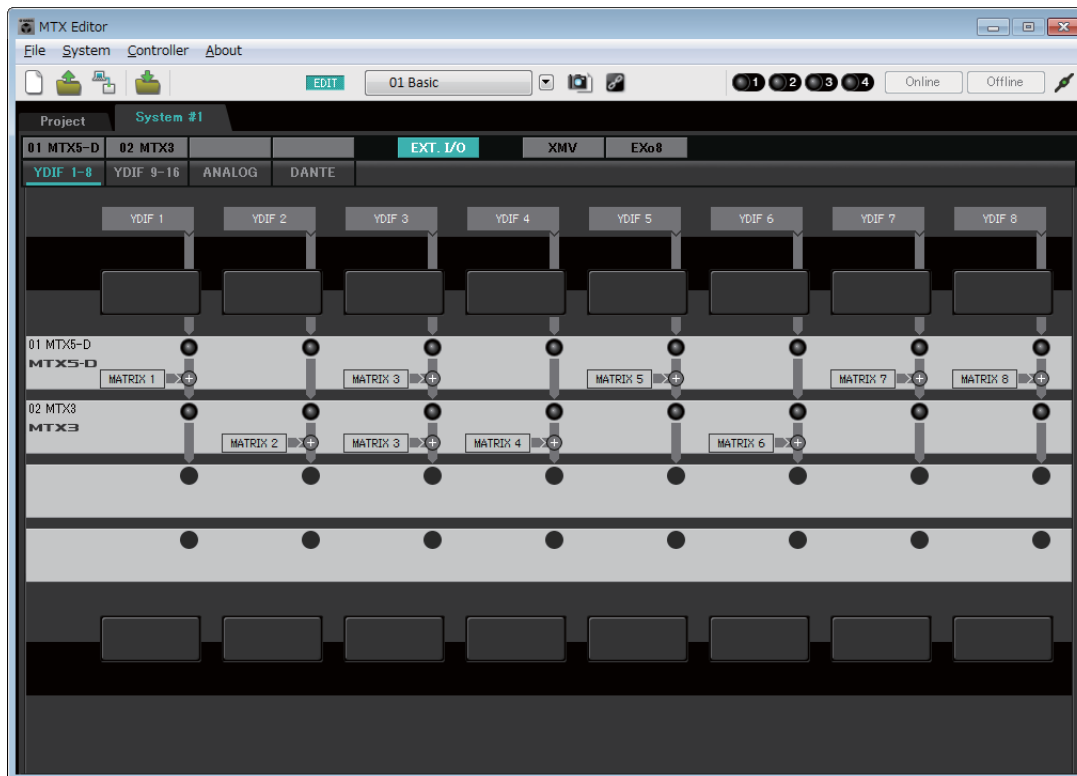 MTX Editor
File System Controller About
EDIT 01 Basic 1 2 3 4 Online Offline
Project System #1
01 MTX5-D 02 MTX3 EXT. I/O XMV EXo8
YDIF 1-8 YDIF 9-16 ANALOG DANTE
YDIF 1 YDIF 2 YDIF 3 YDIF 4 YDIF 5 YDIF 6 YDIF 7 YDIF 8
01 MTX5-D
MTX5-D
MATRIX 1 MATRIX 3 MATRIX 5 MATRIX 7 MATRIX 8
02 MTX3
MTX3
MATRIX 2 MATRIX 3 MATRIX 4 MATRIX 6